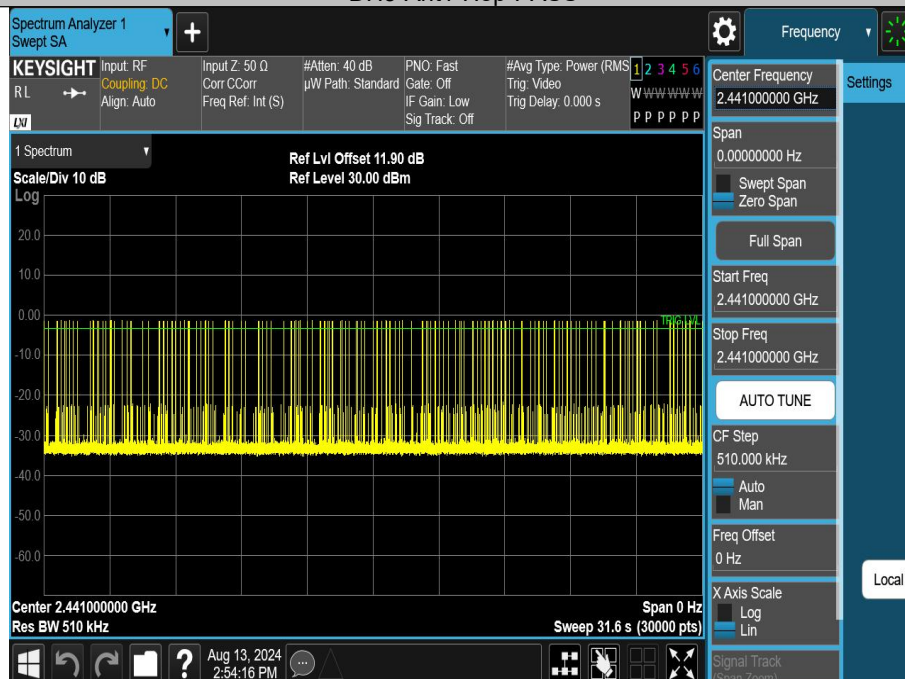 Spectrum Analyzer 1
Swept SA
Frequency
KEYSIGHT
RL
LXI
Input: RF
Coupling: DC
Align: Auto
Input Z: 50 Ω
Corr CCorr
Freq Ref: Int (S)
#Atten: 40 dB
µW Path: Standard
PNO: Fast
Gate: Off
IF Gain: Low
Sig Track: Off
#Avg Type: Power (RMS
Trig: Video
Trig Delay: 0.000 s
1 2 3 4 5 6
W W W W W W
P P P P P P
1 Spectrum
Scale/Div 10 dB
Log
Ref Lvl Offset 11.90 dB
Ref Level 30.00 dBm
20.0
10.0
0.00
TRIG LVL
-10.0
-20.0
-30.0
-40.0
-50.0
-60.0
Center 2.441000000 GHz
Res BW 510 kHz
Span 0 Hz
Sweep 31.6 s (30000 pts)
Center Frequency
2.441000000 GHz
Settings
Span
0.00000000 Hz
Swept Span
Zero Span
Full Span
Start Freq
2.441000000 GHz
Stop Freq
2.441000000 GHz
AUTO TUNE
CF Step
510.000 kHz
Auto
Man
Freq Offset
0 Hz
Local
X Axis Scale
Log
Lin
Signal Track
(Span Zoom)
?
Aug 13, 2024
2:54:16 PM